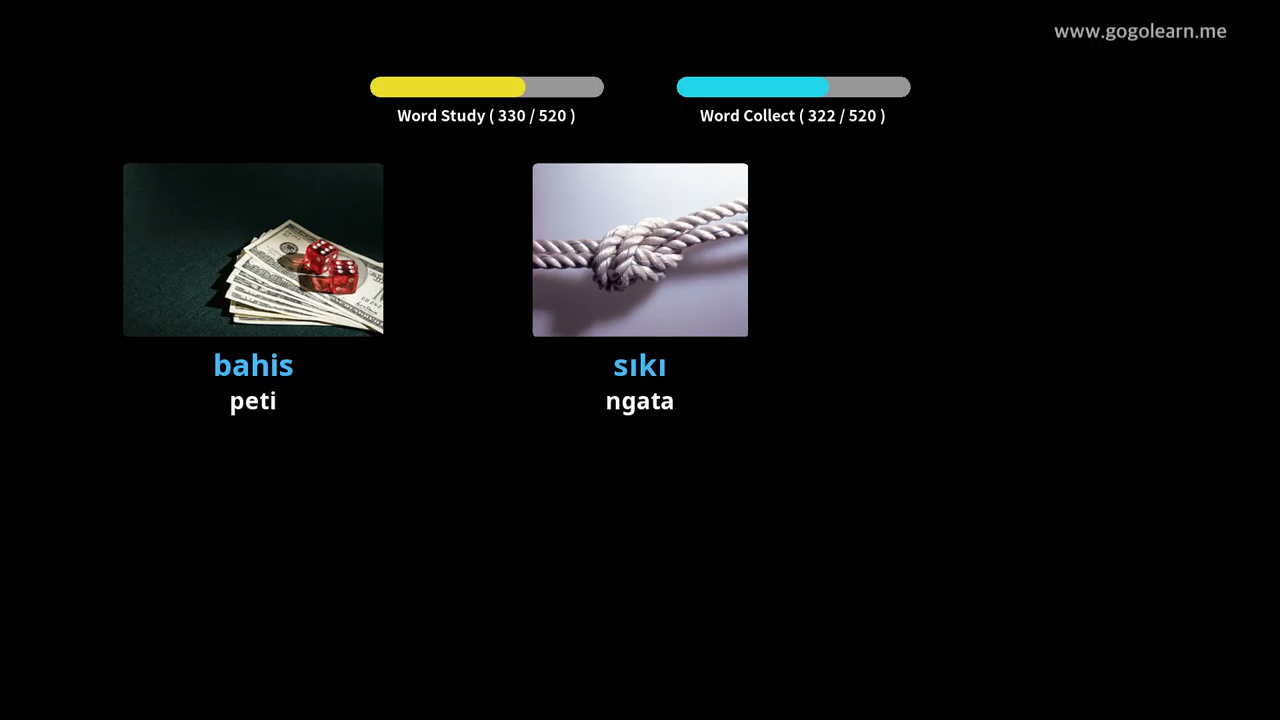 www.gogolearn.me
Word Study ( 330 / 520 )
Word Collect ( 322 / 520 )
bahis
peti
sıkı
ngata